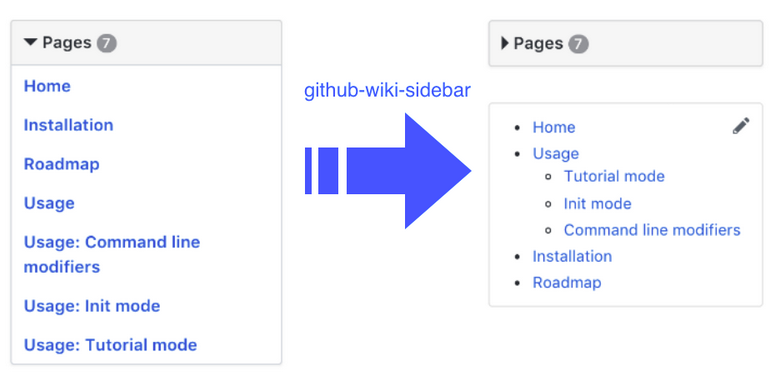 Pages 7
Home
Installation
Roadmap
Usage
Usage: Command line
modifiers
Usage: Init mode
Usage: Tutorial mode
github-wiki-sidebar
Pages 7
Home
Usage
Tutorial mode
Init mode
Command line modifiers
Installation
Roadmap